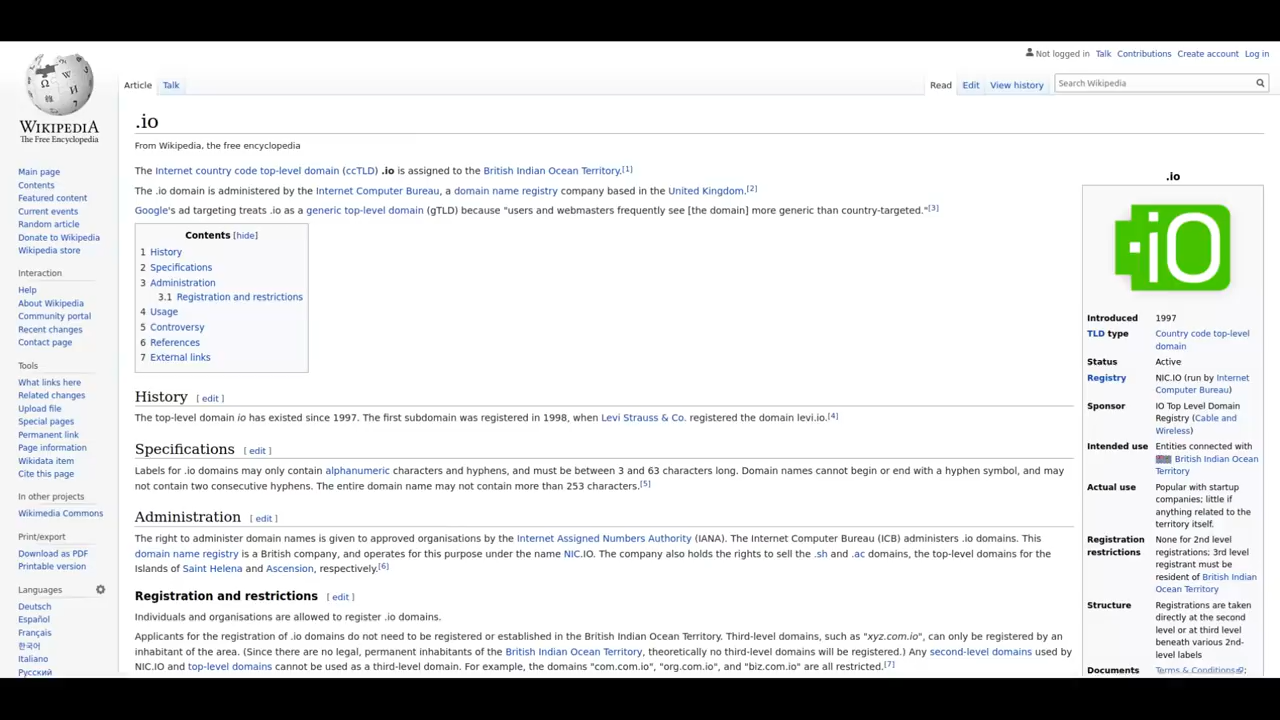 Not logged in Talk Contributions Create account Log in
Article Talk Read Edit View history Search Wikipedia
WIKIPEDIA
The Free Encyclopedia
Main page
Contents
Featured content
Current events
Random article
Donate to Wikipedia
Wikipedia store
Interaction
Help
About Wikipedia
Community portal
Recent changes
Contact page
Tools
What links here
Related changes
Upload file
Special pages
Permanent link
Page information
Wikidata item
Cite this page
In other projects
Wikimedia Commons
Print/export
Download as PDF
Printable version
Languages
Deutsch
Español
Français
한국어
Italiano
Русский
.io
From Wikipedia, the free encyclopedia
The Internet country code top-level domain (ccTLD) .io is assigned to the British Indian Ocean Territory.[1]
The .io domain is administered by the Internet Computer Bureau, a domain name registry company based in the United Kingdom.[2]
Google's ad targeting treats .io as a generic top-level domain (gTLD) because "users and webmasters frequently see [the domain] more generic than country-targeted."[3]
Contents [hide]
1 History
2 Specifications
3 Administration
3.1 Registration and restrictions
4 Usage
5 Controversy
6 References
7 External links
History [ edit ]
The top-level domain io has existed since 1997. The first subdomain was registered in 1998, when Levi Strauss & Co. registered the domain levi.io.[4]
Specifications [ edit ]
Labels for .io domains may only contain alphanumeric characters and hyphens, and must be between 3 and 63 characters long. Domain names cannot begin or end with a hyphen symbol, and may
not contain two consecutive hyphens. The entire domain name may not contain more than 253 characters.[5]
Administration [ edit ]
The right to administer domain names is given to approved organisations by the Internet Assigned Numbers Authority (IANA). The Internet Computer Bureau (ICB) administers .io domains. This
domain name registry is a British company, and operates for this purpose under the name NIC.IO. The company also holds the rights to sell the .sh and .ac domains, the top-level domains for the
Islands of Saint Helena and Ascension, respectively.[6]
Registration and restrictions [ edit ]
Individuals and organisations are allowed to register .io domains.
Applicants for the registration of .io domains do not need to be registered or established in the British Indian Ocean Territory. Third-level domains, such as "xyz.com.io", can only be registered by an
inhabitant of the area. (Since there are no legal, permanent inhabitants of the British Indian Ocean Territory, theoretically no third-level domains will be registered.) Any second-level domains used by
NIC.IO and top-level domains cannot be used as a third-level domain. For example, the domains "com.com.io", "org.com.io", and "biz.com.io" are all restricted.[7]
.io
.iO
Introduced 1997
TLD type Country code top-level
domain
Status Active
Registry NIC.IO (run by Internet
Computer Bureau)
Sponsor IO Top Level Domain
Registry (Cable and
Wireless)
Intended use Entities connected with
British Indian Ocean
Territory
Actual use Popular with startup
companies; little if
anything related to the
territory itself.
Registration None for 2nd level
restrictions registrations; 3rd level
registrant must be
resident of British Indian
Ocean Territory
Structure Registrations are taken
directly at the second
level or at third level
beneath various 2nd-
level labels
Documents Terms & Conditions;